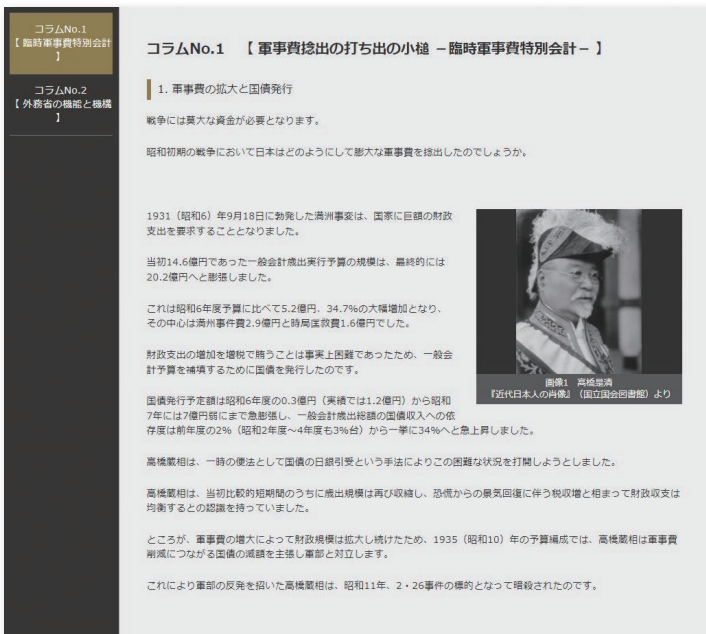 コラムNo.1
【 臨時軍事費特別会計
】
コラムNo.2
【 外務省の機能と機構
】
コラムNo.1 【 軍事費捻出の打ち出の小槌 －臨時軍事費特別会計－ 】
1. 軍事費の拡大と国債発行
戦争には莫大な資金が必要となります。
昭和初期の戦争において日本はどのようにして膨大な軍事費を捻出したのでしょうか。
1931（昭和6）年9月18日に勃発した満洲事変は、国家に巨額の財政
支出を要求することとなりました。
当初14.6億円であった一般会計歳出実行予算の規模は、最終的には
20.2億円へと膨張しました。
これは昭和6年度予算に比べて5.2億円、34.7%の大幅増加となり、
その中心は満州事件費2.9億円と時局匡救費1.6億円でした。
財政支出の増加を増税で賄うことは事実上困難であったため、一般会
計予算を補填するために国債を発行したのです。
国債発行予定額は昭和6年度の0.3億円（実績では1.2億円）から昭和
7年には7億円弱にまで急膨張し、一般会計歳出総額の国債収入への依
存度は前年度の2%（昭和2年度～4年度も3%台）から一挙に34%へと急上昇しました。
画像1 高橋是清
『近代日本人の肖像』（国立国会図書館）より
高橋蔵相は、一時の便法として国債の日銀引受という手法によりこの困難な状況を打開しようとしました。
高橋蔵相は、当初比較的短期間のうちに歳出規模は再び収縮し、恐慌からの景気回復に伴う税収増と相まって財政収支は
均衡するとの認識を持っていました。
ところが、軍事費の増大によって財政規模は拡大し続けたため、1935（昭和10）年の予算編成では、高橋蔵相は軍事費
削減につながる国債の減額を主張し軍部と対立します。
これにより軍部の反発を招いた高橋蔵相は、昭和11年、2・26事件の標的となって暗殺されたのです。